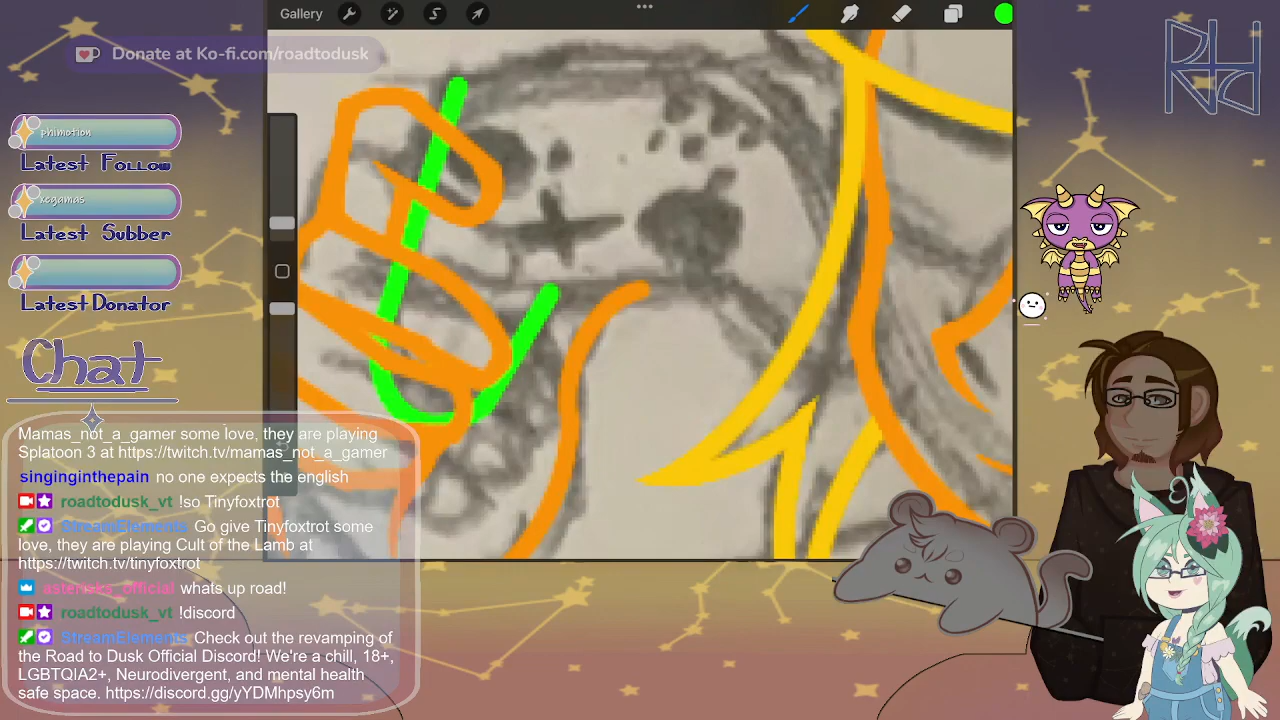 Gallery
Donate at Ko-fi.com/roadtodusk
phimotion
Latest Follow
xegamas
Latest Subber
Latest Donator
Chat
Mamas_not_a_gamer some love, they are playing
Splatoon 3 at https://twitch.tv/mamas_not_a_gamer
singinginthepain no one expects the english
roadtodusk_vt !so Tinyfoxtrot
StreamElements Go give Tinyfoxtrot some
love, they are playing Cult of the Lamb at
https://twitch.tv/tinyfoxtrot
asterisks_official whats up road!
roadtodusk_vt !discord
StreamElements Check out the revamping of
the Road to Dusk Official Discord! We're a chill, 18+,
LGBTQIA2+, Neurodivergent, and mental health
safe space. https://discord.gg/yYDMhpsy6m